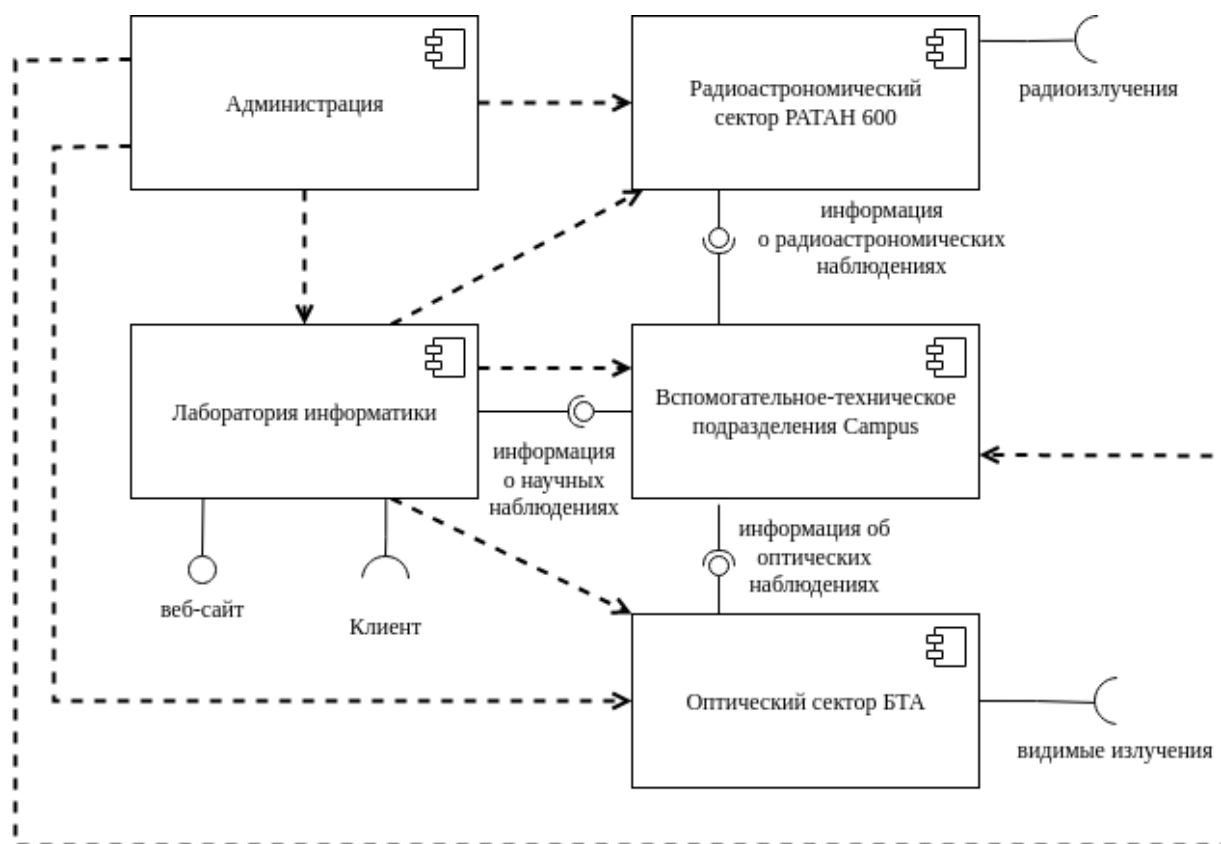 Администрация
Радиоастрономический
сектор РАТАН 600
радиоизлучения
информация
о радиоастрономических
наблюдениях
Лаборатория информатики
Вспомогательное-техническое
подразделения Campus
информация
о научных
наблюдениях
информация об
оптических
наблюдениях
веб-сайт
Клиент
Оптический сектор БТА
видимые излучения